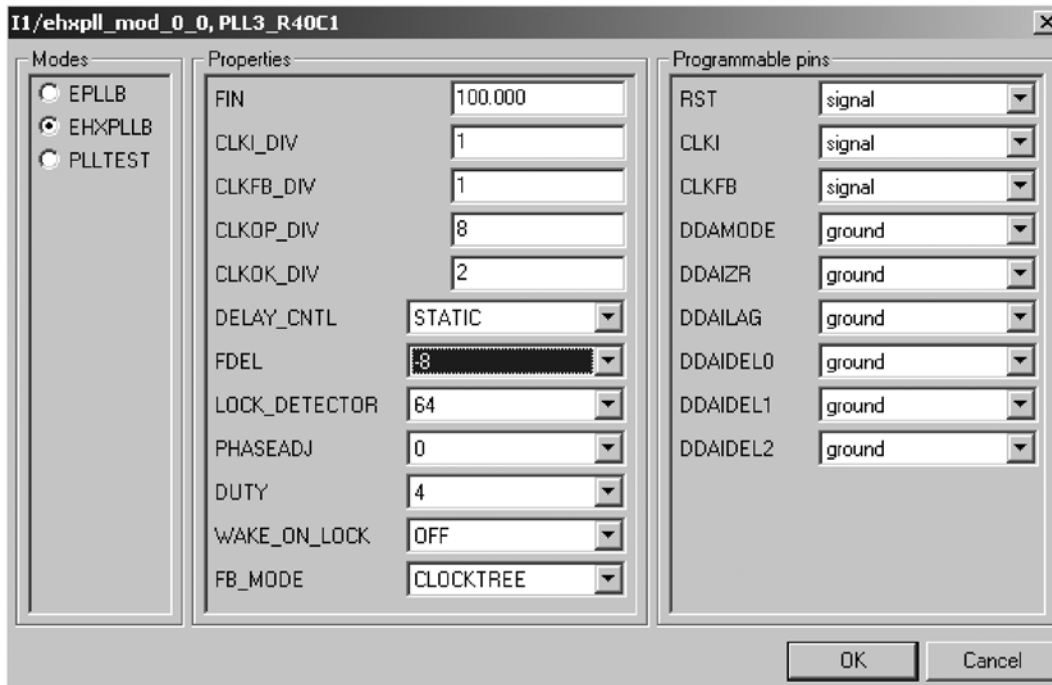 I1/ehxpll_mod_0_0, PLL3_R40C1
Modes
EPLLB
EHXPLLB
PLLTEST
Properties
FIN 100.000
CLKI_DIV 1
CLKFB_DIV 1
CLKOP_DIV 8
CLKOK_DIV 2
DELAY_CNTL STATIC
FDEL -8
LOCK_DETECTOR 64
PHASEADJ 0
DUTY 4
WAKE_ON_LOCK OFF
FB_MODE CLOCKTREE
Programmable pins
RST signal
CLKI signal
CLKFB signal
DDAMODE ground
DDAIZR ground
DDAILAG ground
DDAIDEL0 ground
DDAIDEL1 ground
DDAIDEL2 ground
OK Cancel